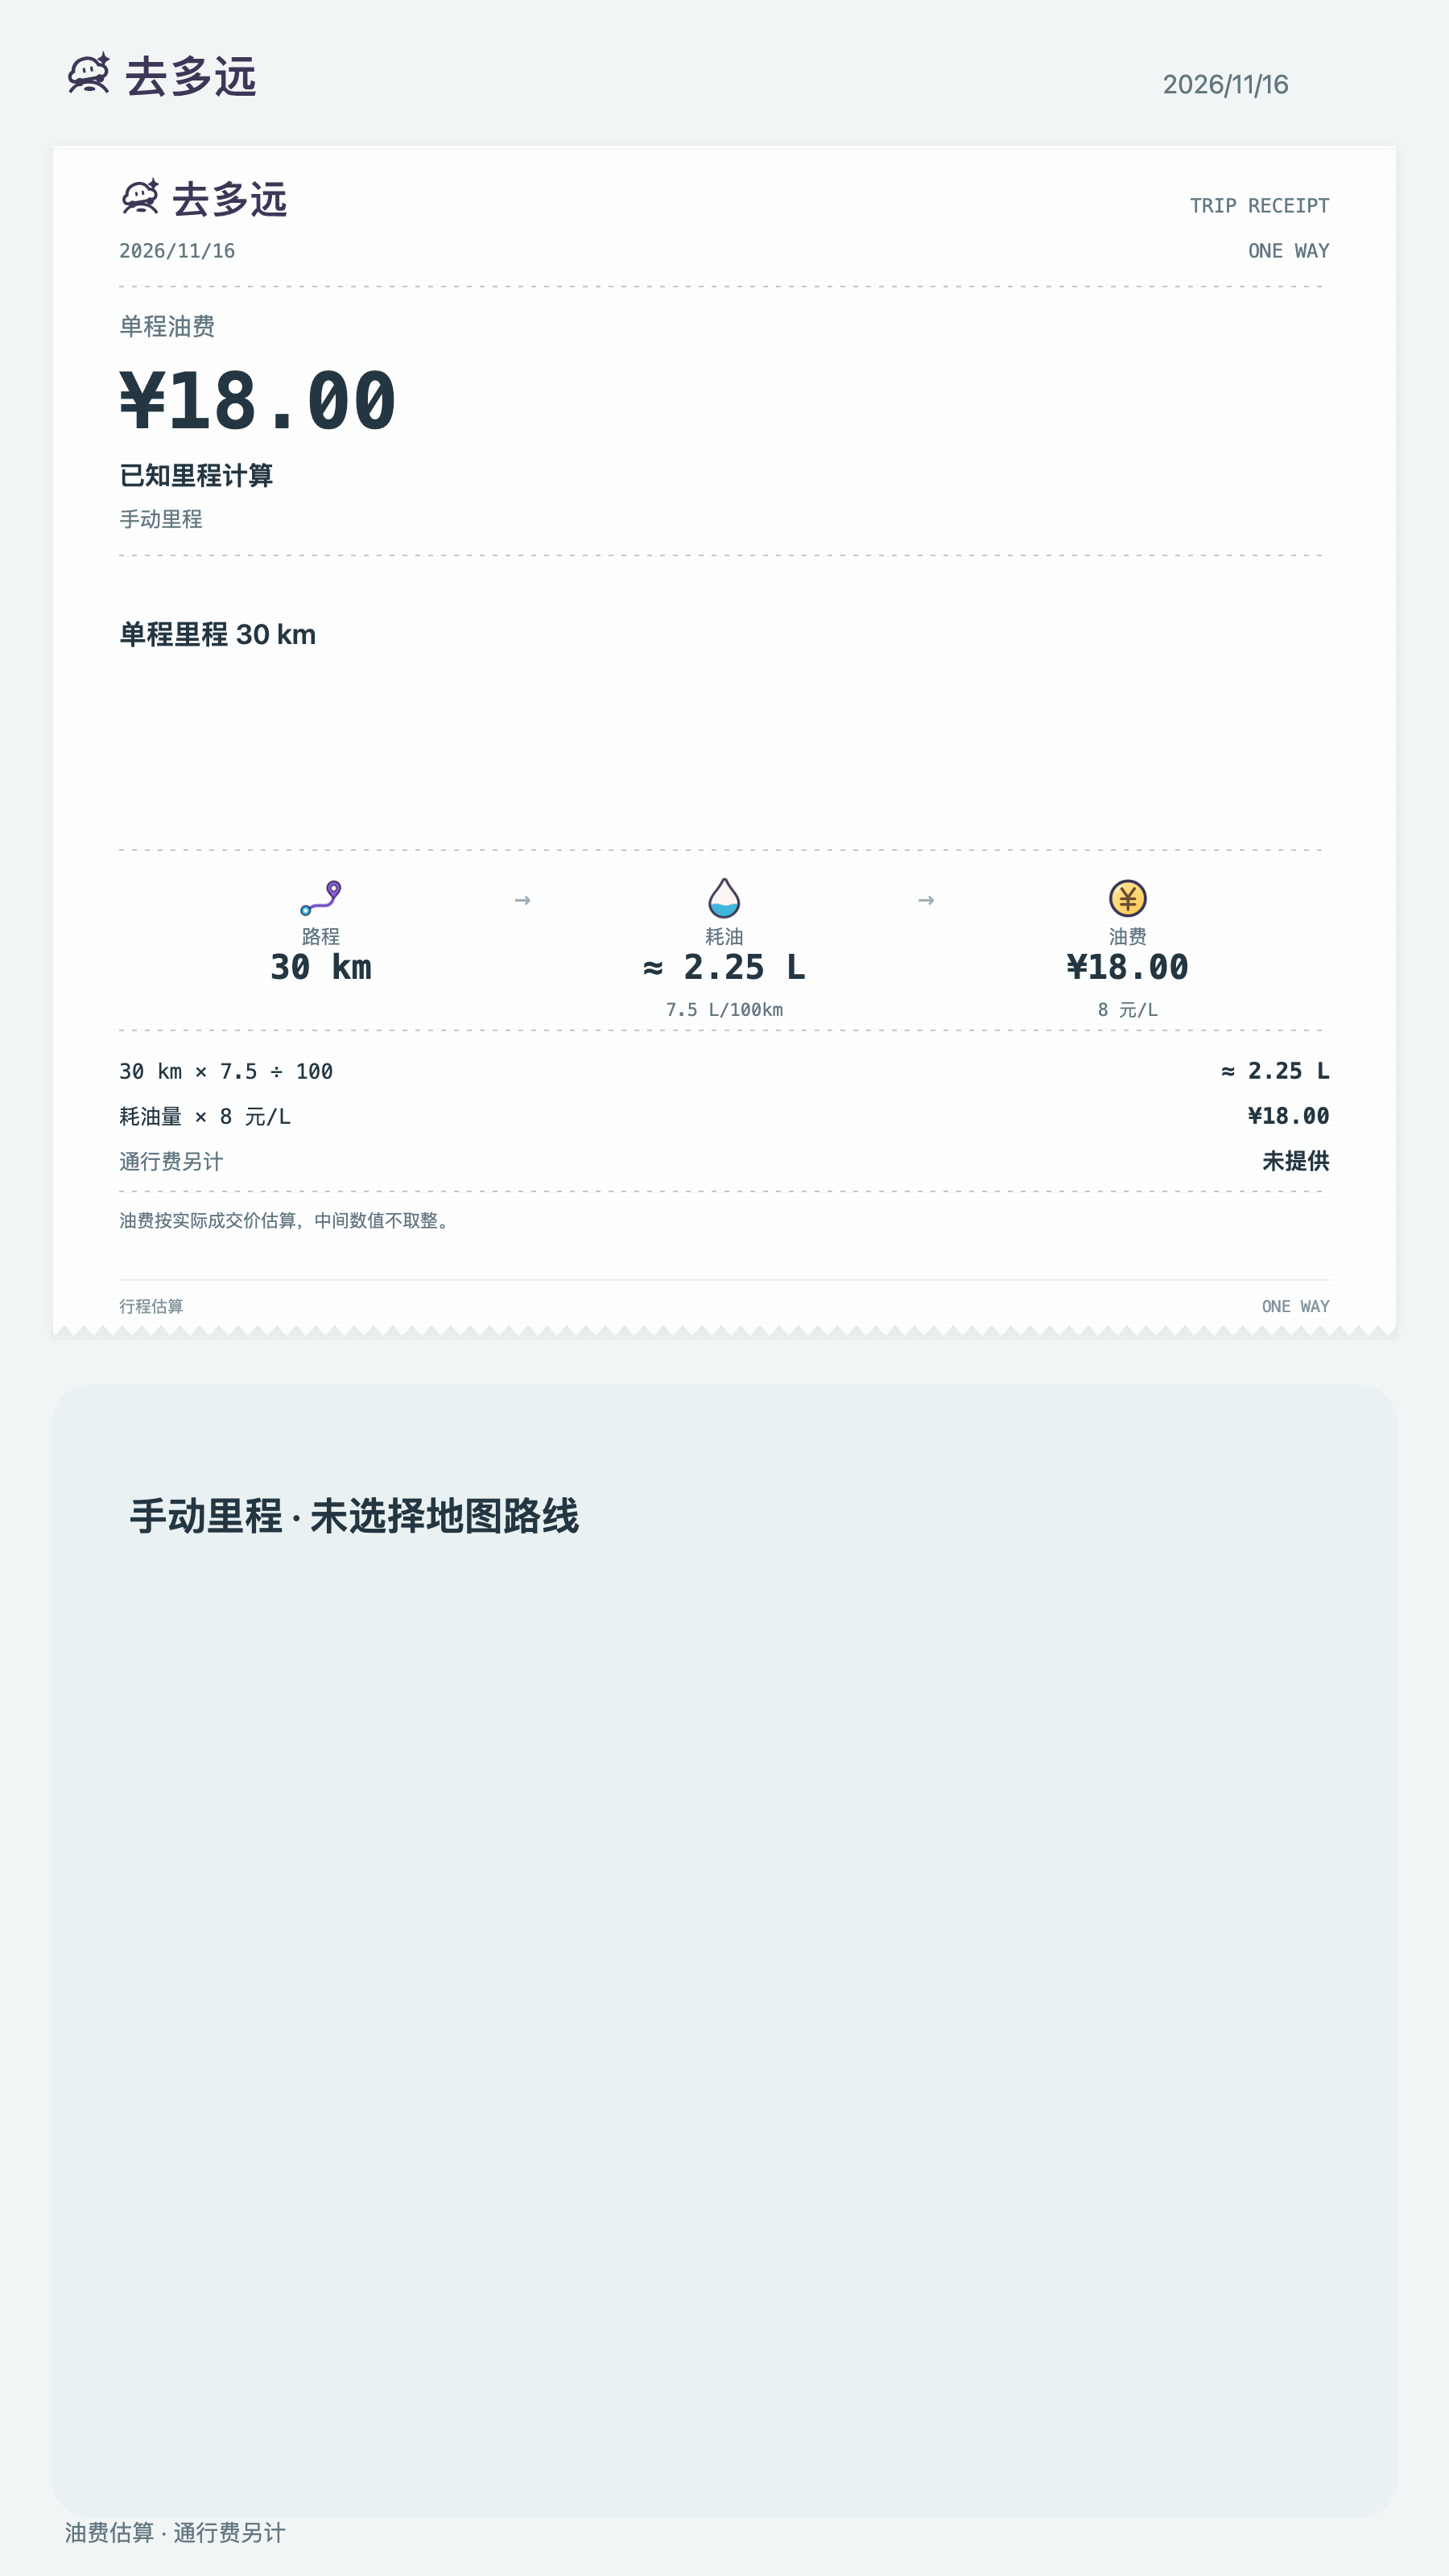 去多远
2026/11/16
去多远
TRIP RECEIPT
2026/11/16
ONE WAY
单程油费
¥18.00
已知里程计算
手动里程
单程里程 30 km
→
→
路程
耗油
油费
30 km
≈ 2.25 L
¥18.00
7.5 L/100km
8 元/L
30 km × 7.5 ÷ 100
≈ 2.25 L
耗油量 × 8 元/L
¥18.00
通行费另计
未提供
油费按实际成交价估算，中间数值不取整。
行程估算
ONE WAY
手动里程 · 未选择地图路线
油费估算 · 通行费另计